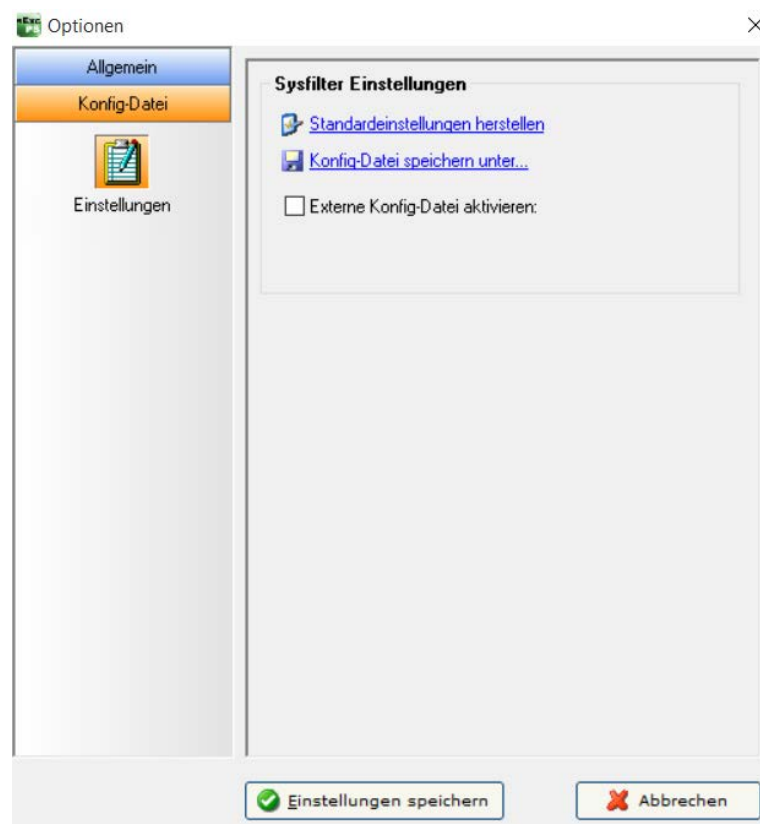 Optionen
Allgemein
Konfig-Datei
Einstellungen
Sysfilter Einstellungen
Standardeinstellungen herstellen
Konfig-Datei speichern unter...
Externe Konfig-Datei aktivieren:
Einstellungen speichern
Abbrechen